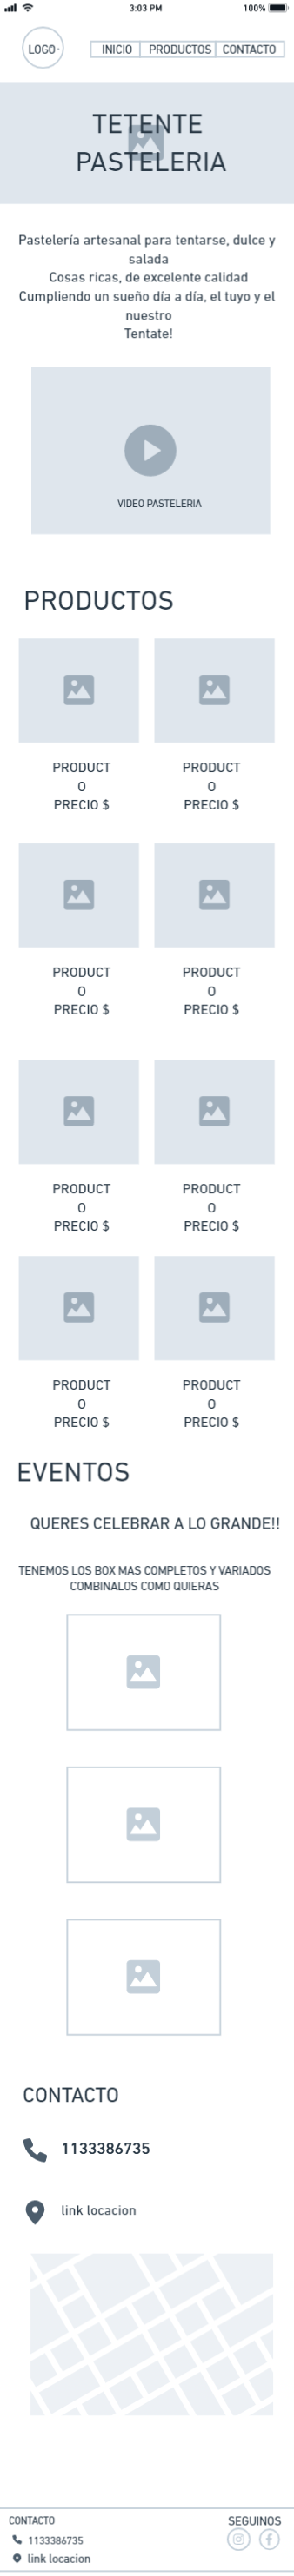 3:03 PM 100%
LOGO INICIO PRODUCTOS CONTACTO
TETENTE
PASTELERIA
Pastelería artesanal para tentarse, dulce y
salada
Cosas ricas, de excelente calidad
Cumpliendo un sueño día a día, el tuyo y el
nuestro
Tentate!
VIDEO PASTELERIA
PRODUCTOS
PRODUCT PRODUCT
O O
PRECIO $ PRECIO $
PRODUCT PRODUCT
O O
PRECIO $ PRECIO $
PRODUCT PRODUCT
O O
PRECIO $ PRECIO $
PRODUCT PRODUCT
O O
PRECIO $ PRECIO $
EVENTOS
QUERES CELEBRAR A LO GRANDE!!
TENEMOS LOS BOX MAS COMPLETOS Y VARIADOS
COMBINALOS COMO QUIERAS
CONTACTO
1133386735
link locacion
CONTACTO SEGUINOS
1133386735
link locacion